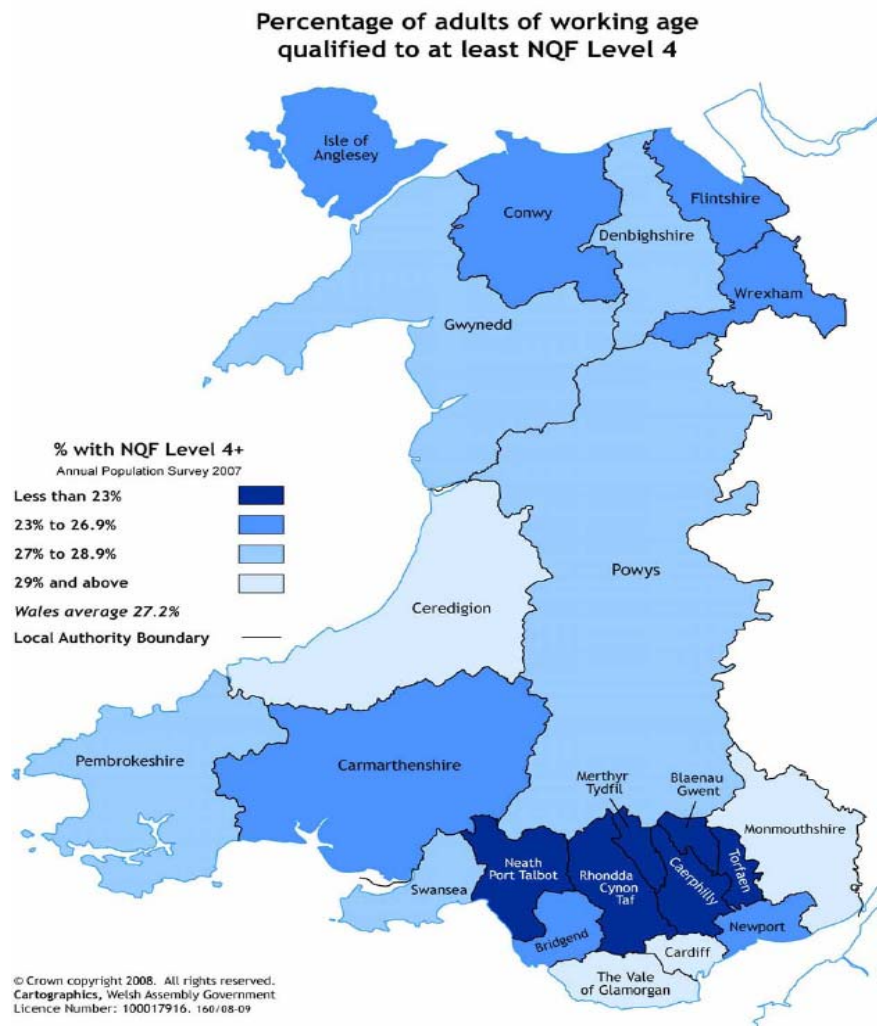 Percentage of adults of working age
qualified to at least NQF Level 4
Isle of
Anglesey
Conwy
Flintshire
Denbighshire
Wrexham
Gwynedd
% with NQF Level 4+
Annual Population Survey 2007
Less than 23%
23% to 26.9%
27% to 28.9%
29% and above
Wales average 27.2%
Local Authority Boundary
Powys
Ceredigion
Pembrokeshire
Carmarthenshire
Merthyr
Tydfil
Blaenau
Gwent
Monmouthshire
Neath
Port Talbot
Rhondda
Cynon
Taf
Caerphilly
Torfaen
Swansea
Bridgend
Newport
Cardiff
The Vale
of Glamorgan
© Crown copyright 2008. All rights reserved.
Cartographics, Welsh Assembly Government
Licence Number: 100017916. 160/08-09